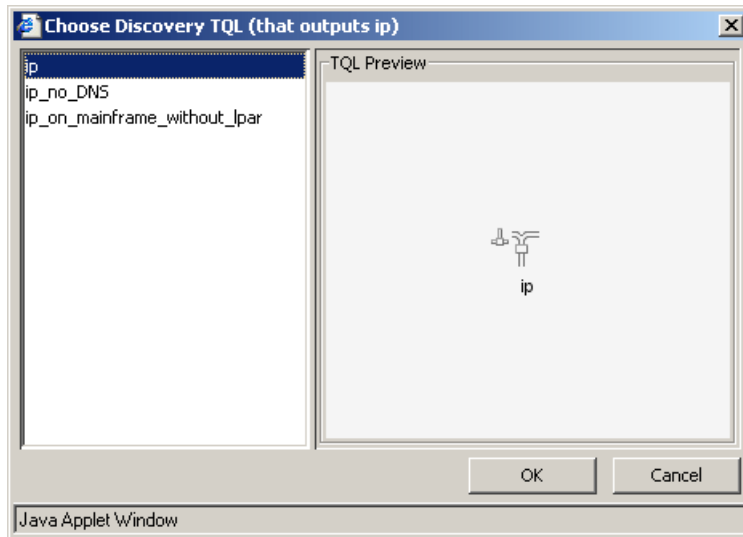 Choose Discovery TQL (that outputs ip)
ip
ip_no_DNS
ip_on_mainframe_without_lpar
TQL Preview
ip
OK
Cancel
Java Applet Window